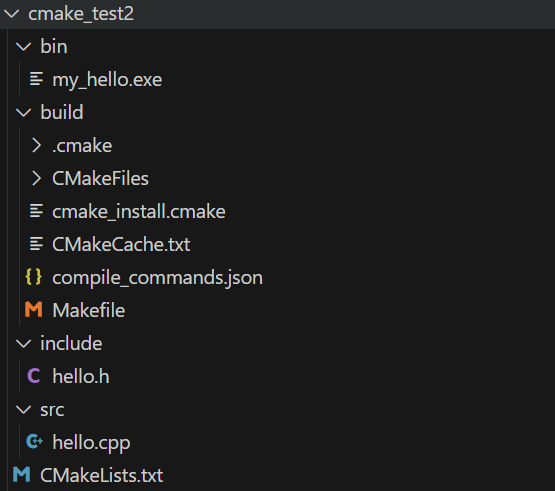 cmake_test2
bin
my_hello.exe
build
.cmake
CMakeFiles
cmake_install.cmake
CMakeCache.txt
compile_commands.json
Makefile
include
hello.h
src
hello.cpp
CMakeLists.txt